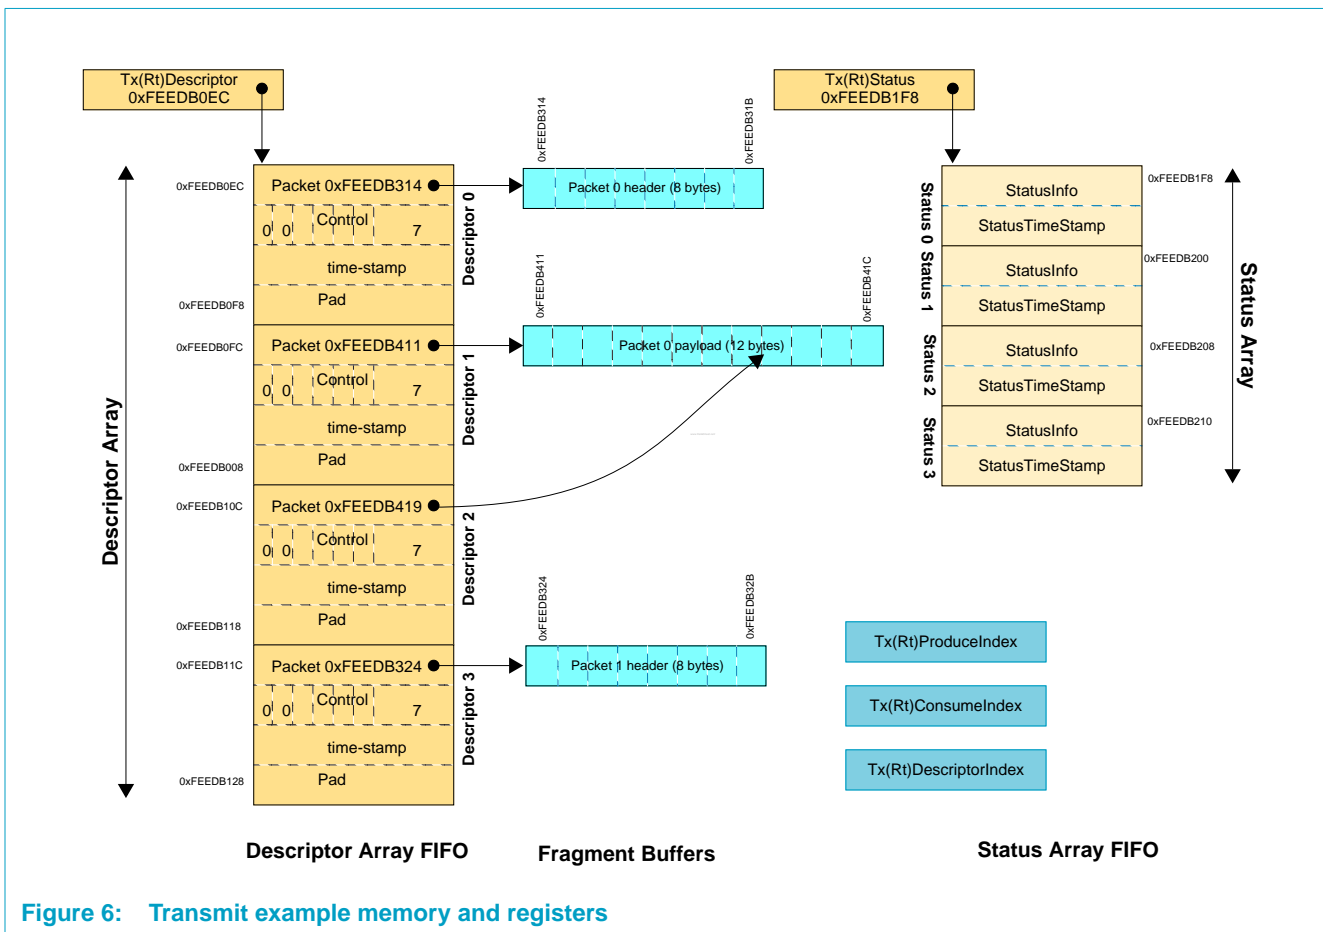 Tx(Rt)Descriptor
0xFEEDB0EC
Tx(Rt)Status
0xFEEDB1F8
0xFEEDB314
0xFEEDB31B
0xFEEDB0EC
Packet 0xFEEDB314
Control
0 0 7
time-stamp
Pad
0xFEEDB0F8
Descriptor 0
Packet 0 header (8 bytes)
0xFEEDB411
0xFEEDB41C
0xFEEDB0FC
Packet 0xFEEDB411
Control
0 0 7
time-stamp
Pad
0xFEEDB008
Descriptor 1
Packet 0 payload (12 bytes)
0xFEEDB10C
Packet 0xFEEDB419
Control
0 0 7
time-stamp
Pad
0xFEEDB118
Descriptor 2
0xFEEDB324
0xFEEDB32B
0xFEEDB11C
Packet 0xFEEDB324
Control
0 0 7
time-stamp
Pad
0xFEEDB128
Descriptor 3
Packet 1 header (8 bytes)
Descriptor Array
Status 0
StatusInfo
StatusTimeStamp
0xFEEDB1F8
Status 1
StatusInfo
StatusTimeStamp
0xFEEDB200
Status 2
StatusInfo
StatusTimeStamp
0xFEEDB208
Status 3
StatusInfo
StatusTimeStamp
0xFEEDB210
Status Array
Tx(Rt)ProduceIndex
Tx(Rt)ConsumeIndex
Tx(Rt)DescriptorIndex
Descriptor Array FIFO
Fragment Buffers
Status Array FIFO
Figure 6: Transmit example memory and registers